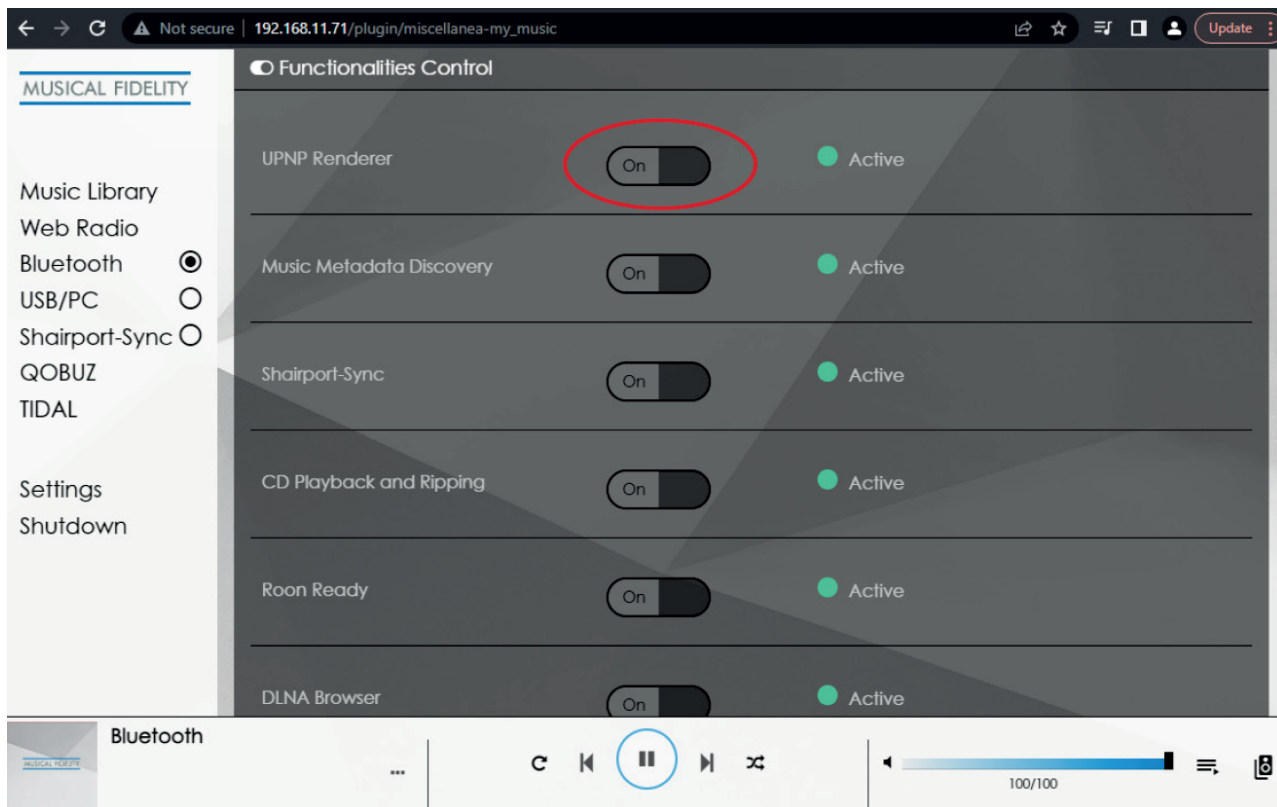 Not secure | 192.168.11.71/plugin/miscellanea-my_music
Update
MUSICAL FIDELITY
Functionalities Control
Music Library
Web Radio
Bluetooth
USB/PC
Shairport-Sync
QOBUZ
TIDAL
Settings
Shutdown
UPNP Renderer On Active
Music Metadata Discovery On Active
Shairport-Sync On Active
CD Playback and Ripping On Active
Roon Ready On Active
DLNA Browser On Active
MUSICAL FIDELITY
Bluetooth
...
100/100